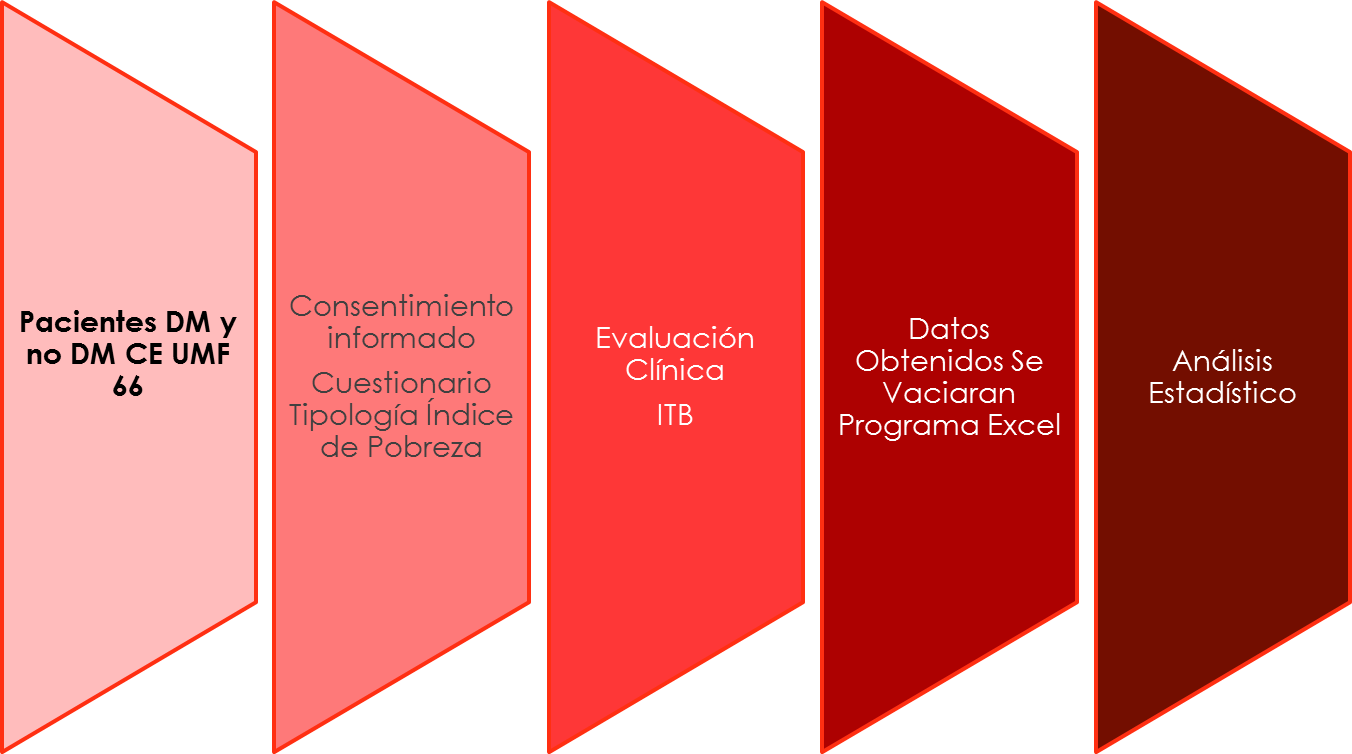 Pacientes DM y
no DM CE UMF
66
Consentimiento
informado
Cuestionario
Tipología Índice
de Pobreza
Evaluación
Clínica
ITB
Datos
Obtenidos Se
Vaciaran
Programa Excel
Análisis
Estadístico